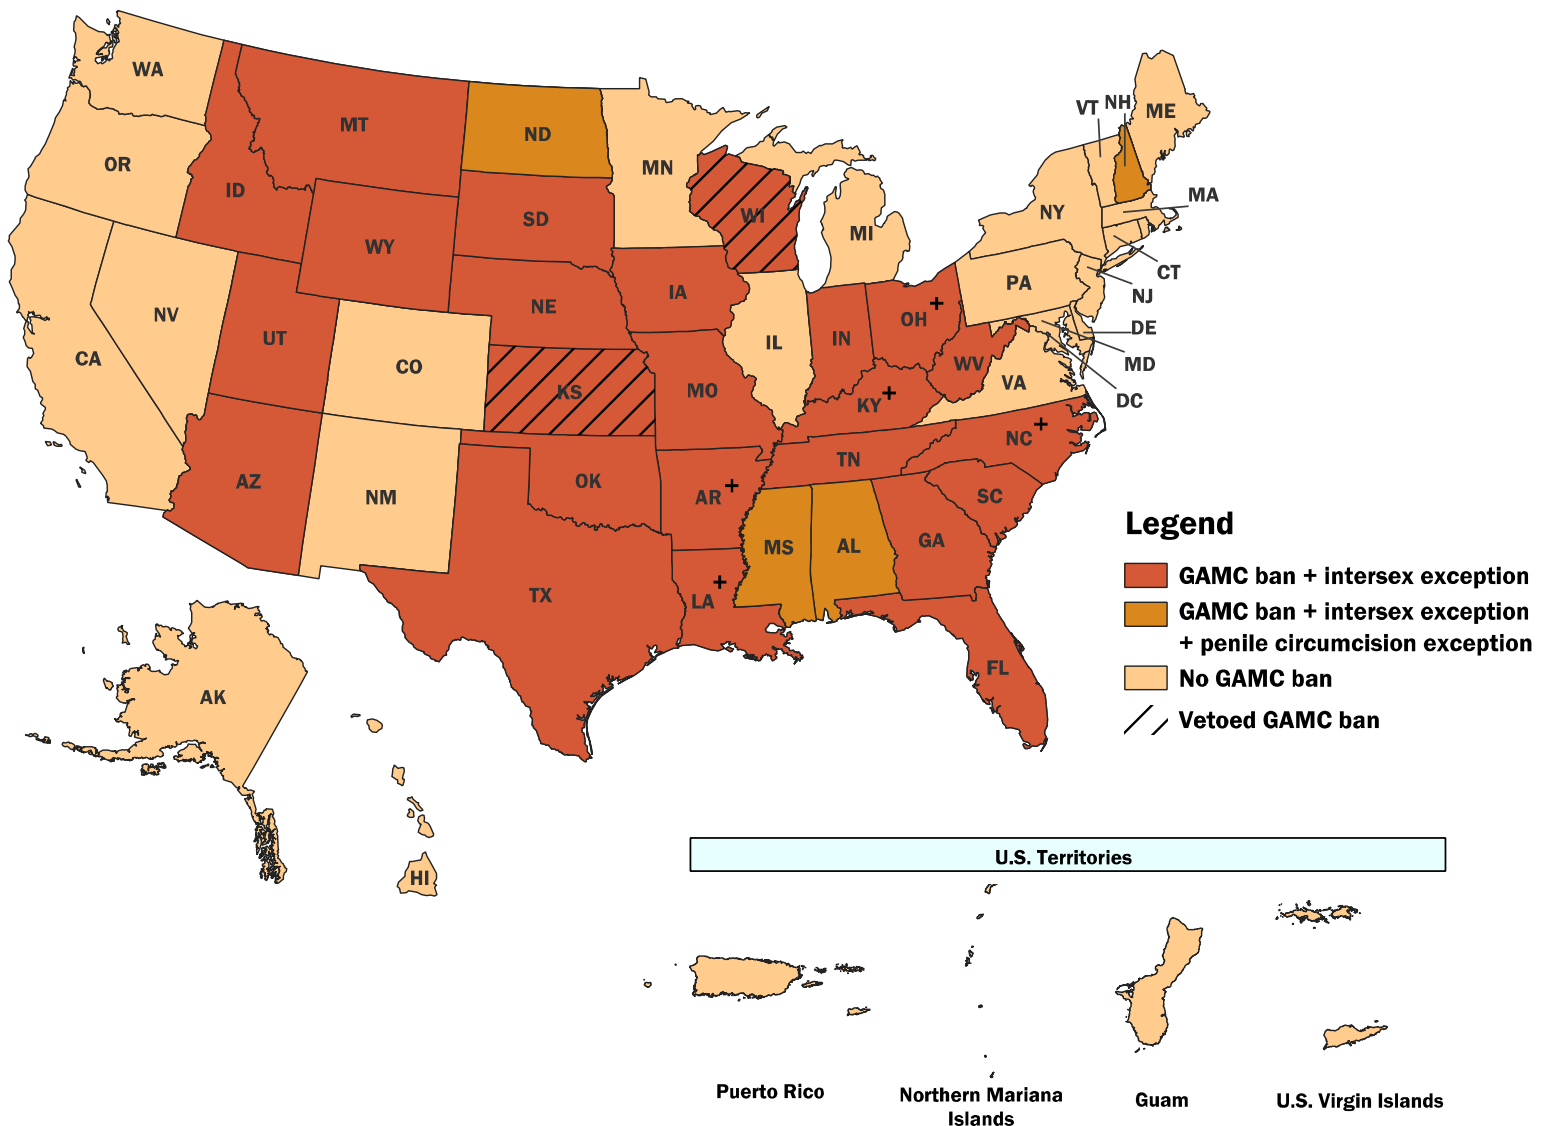 WA
MT
ND
OR
ID
SD
MN
WI
WY
NE
IA
MI
NY
VT
NH
ME
MA
CT
NJ
DE
MD
DC
PA
NV
UT
CO
CA
KS
MO
IL
IN
OH +
WV
VA
KY +
NC +
TN
AZ
NM
OK
AR +
SC
MS
AL
GA
TX
LA +
FL
AK
HI
Legend
GAMC ban + intersex exception
GAMC ban + intersex exception
+ penile circumcision exception
No GAMC ban
Vetoed GAMC ban
U.S. Territories
Puerto Rico
Northern Mariana
Islands
Guam
U.S. Virgin Islands